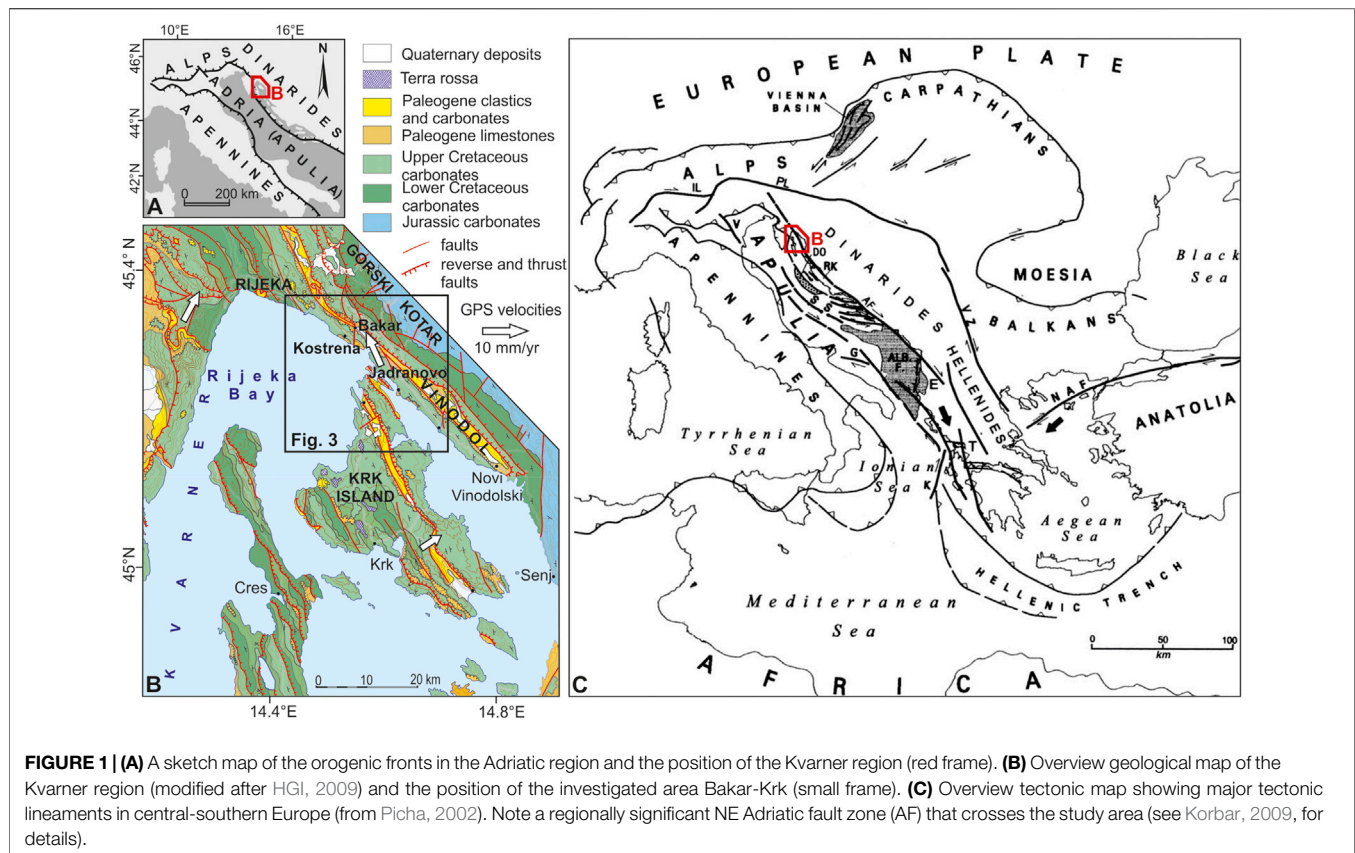 10°E
16°E
N
46°N
44°N
42°N
ALPS
DINARIDES
ADRIA (APULIA)
APENNINES
B
0 200 km
A
Quaternary deposits
Terra rossa
Paleogene clastics
and carbonates
Paleogene limestones
Upper Cretaceous
carbonates
Lower Cretaceous
carbonates
Jurassic carbonates
faults
reverse and thrust
faults
GPS velocities
10 mm/yr
45.4°N
45°N
14.4°E
14.8°E
GORSKI
KOTAR
RIJEKA
Bakar
Kostrena
Jadranovo
VINODOL
Rijeka
Bay
Fig. 3
KVARNER
KRK
ISLAND
Novi
Vinodolski
Krk
Cres
Senj
0 10 20 km
B
EUROPEAN PLATE
VIENNA
BASIN
CARPATHIANS
ALPS
IL
PL
V
B
DO
RK
DINARIDES
APULIA
APENNINES
S
S
AF
MOESIA
Black
Sea
VZ
BALKANS
G
ALB.
F.
E
HELLENIDES
NAF
ANATOLIA
Tyrrhenian
Sea
Ionian
Sea
K
T
Aegean
Sea
HELLENIC TRENCH
Mediterranean
Sea
0 50 100
km
AFRICA
C
FIGURE 1 | (A) A sketch map of the orogenic fronts in the Adriatic region and the position of the Kvarner region (red frame). (B) Overview geological map of the
Kvarner region (modified after HGI, 2009) and the position of the investigated area Bakar-Krk (small frame). (C) Overview tectonic map showing major tectonic
lineaments in central-southern Europe (from Picha, 2002). Note a regionally significant NE Adriatic fault zone (AF) that crosses the study area (see Korbar, 2009, for
details).